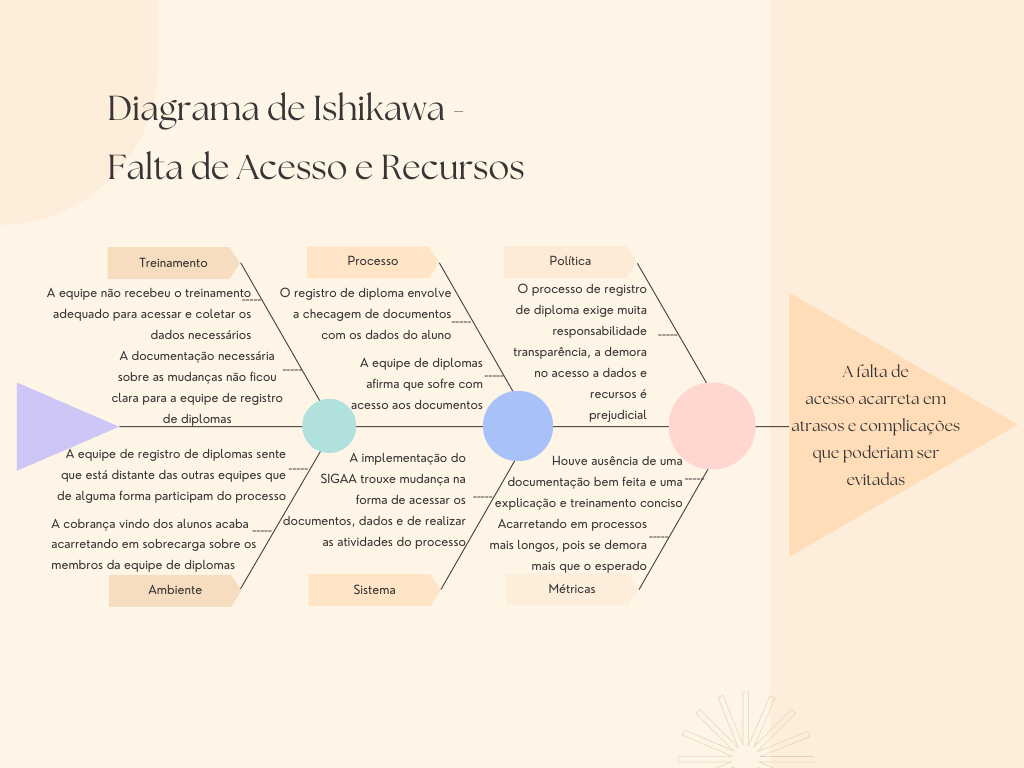 Diagrama de Ishikawa -
Falta de Acesso e Recursos
Treinamento
A equipe não recebeu o treinamento
adequado para acessar e coletar os
dados necessários
A documentação necessária
sobre as mudanças não ficou
clara para a equipe de registro
de diplomas
Processo
O registro de diploma envolve
a checagem de documentos
com os dados do aluno
A equipe de diplomas
afirma que sofre com
acesso aos documentos
Política
O processo de registro
de diploma exige muita
responsabilidade
transparência, a demora
no acesso a dados e
recursos é
prejudicial
A equipe de registro de diplomas sente
que está distante das outras equipes que
de alguma forma participam do processo
A cobrança vindo dos alunos acaba
acarretando em sobrecarga sobre os
membros da equipe de diplomas
Ambiente
A implementação do
SIGAA trouxe mudança na
forma de acessar os
documentos, dados e de realizar
as atividades do processo
Sistema
Houve ausência de uma
documentação bem feita e uma
explicação e treinamento conciso
Acarretando em processos
mais longos, pois se demora
mais que o esperado
Métricas
A falta de
acesso acarreta em
atrasos e complicações
que poderiam ser
evitadas